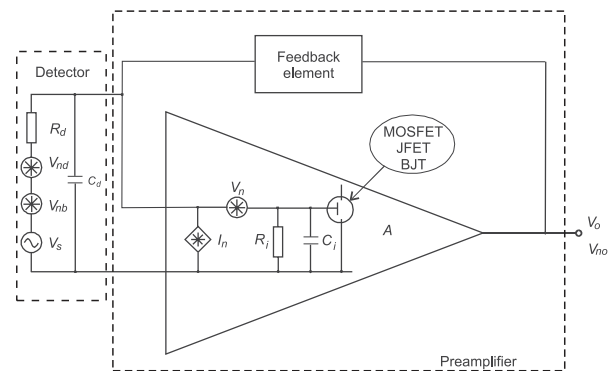 Detector
Feedback
element
R_d
V_nd
C_d
V_nb
V_s
MOSFET
JFET
BJT
V_n
I_n
R_i
C_i
A
V_o
V_no
Preamplifier